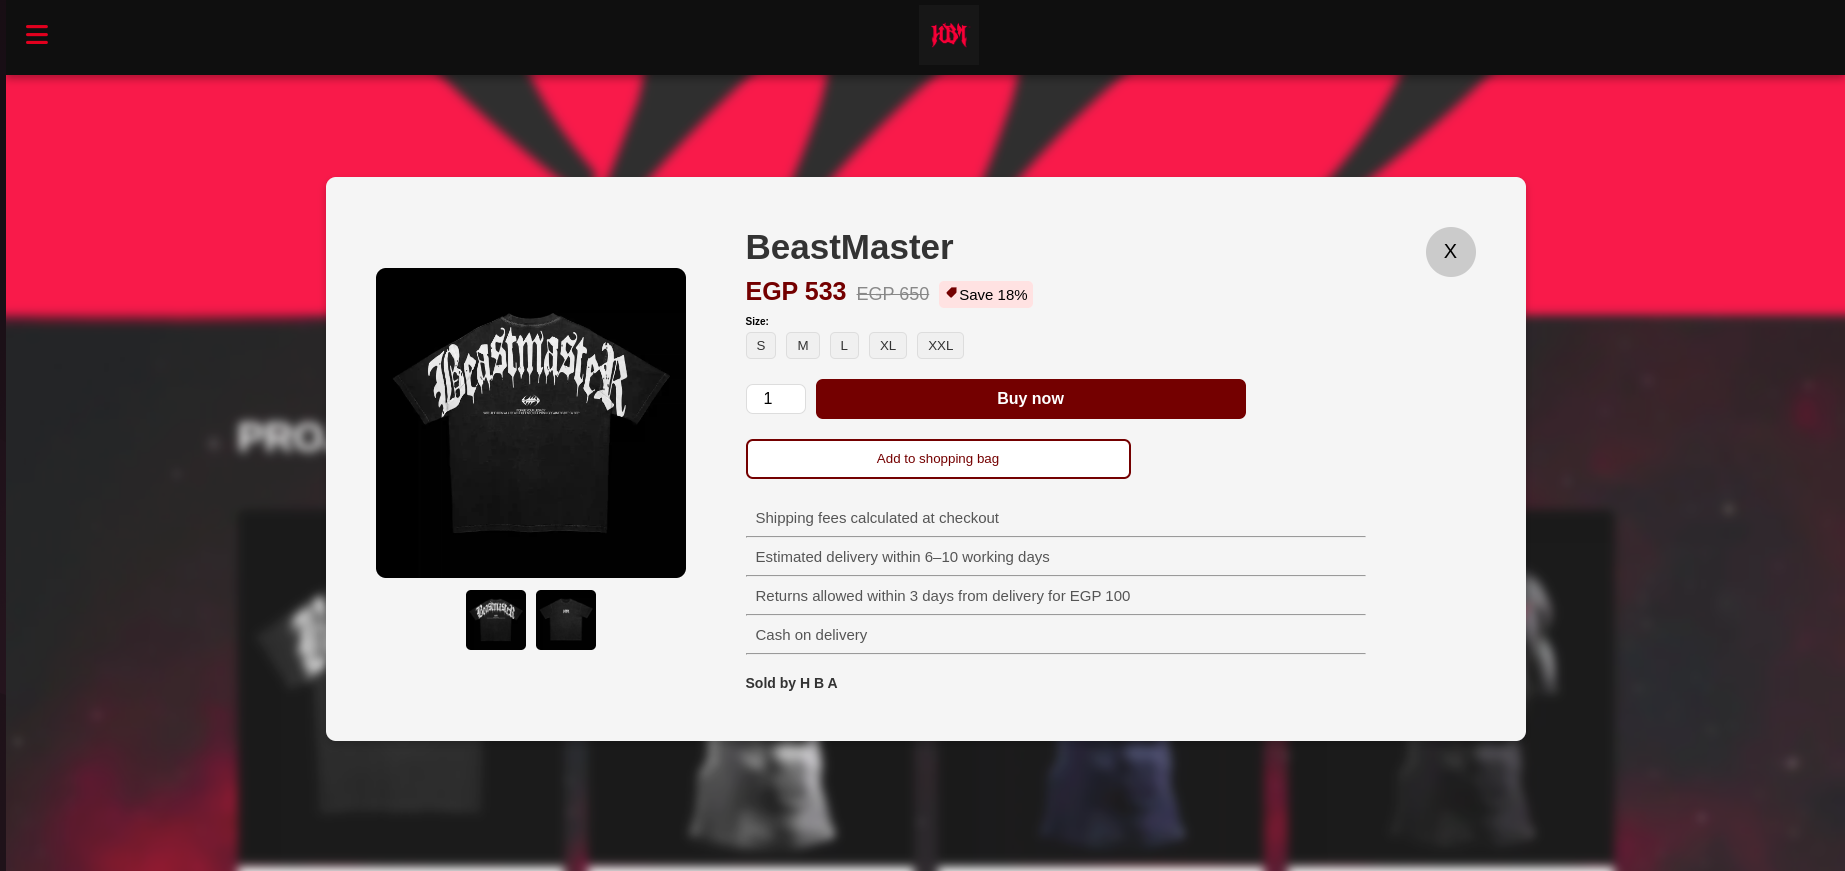 HBM
BeastMaster
X
EGP 533 EGP 650 Save 18%
Size:
S M L XL XXL
1 Buy now
Add to shopping bag
Shipping fees calculated at checkout
Estimated delivery within 6–10 working days
Returns allowed within 3 days from delivery for EGP 100
Cash on delivery
Sold by H B A
BeastmasteR
Beastmaster
PRO